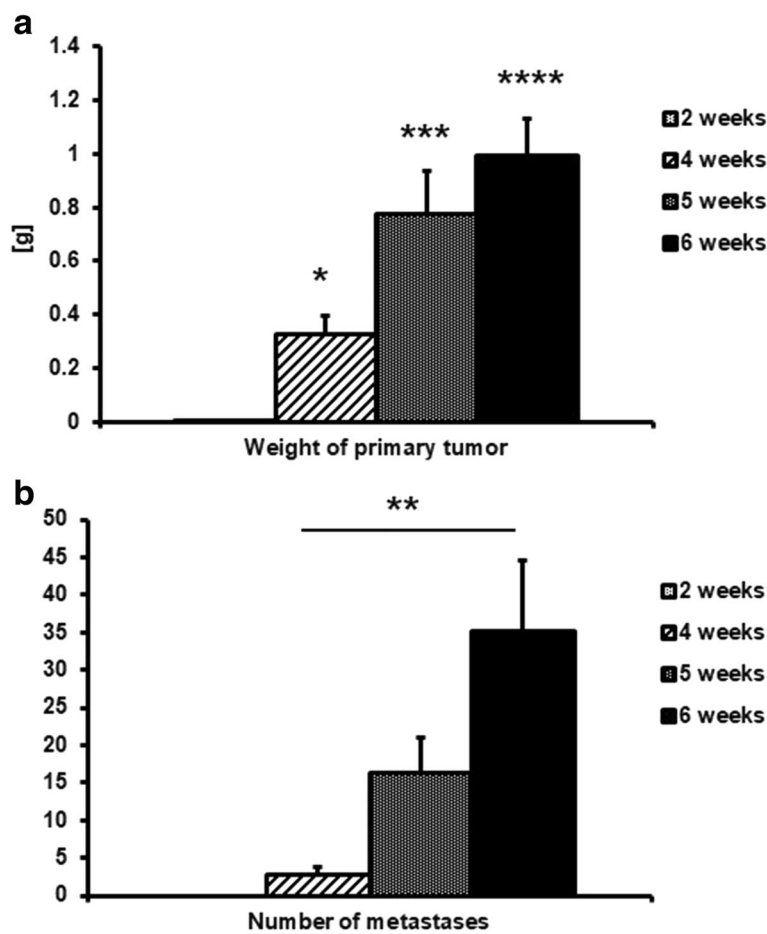 a
1.4
1.2
1
0.8
0.6
0.4
0.2
0
[g]
*
***
****
Weight of primary tumor
2 weeks
4 weeks
5 weeks
6 weeks
b
50
45
40
35
30
25
20
15
10
5
0
**
Number of metastases
2 weeks
4 weeks
5 weeks
6 weeks